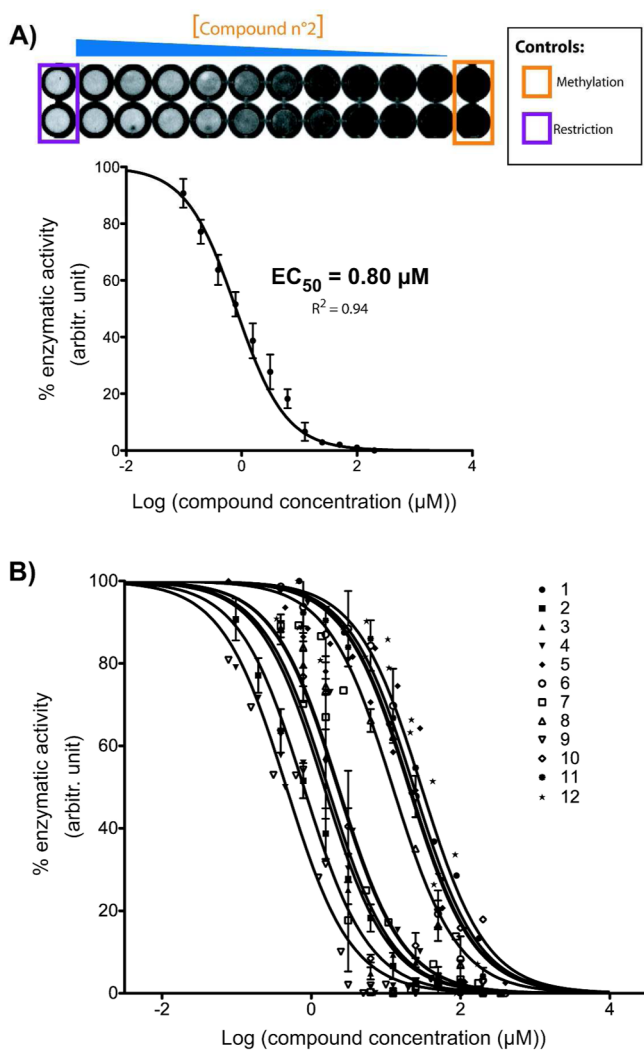 A)
[Compound n°2]
Controls:
Methylation
Restriction
% enzymatic activity
(arbitr. unit)
100
80
60
40
20
0
EC50 = 0.80 µM
R2 = 0.94
-2
0
2
4
Log (compound concentration (µM))
B)
% enzymatic activity
(arbitr. unit)
100
80
60
40
20
0
1
2
3
4
5
6
7
8
9
10
11
12
-2
0
2
4
Log (compound concentration (µM))